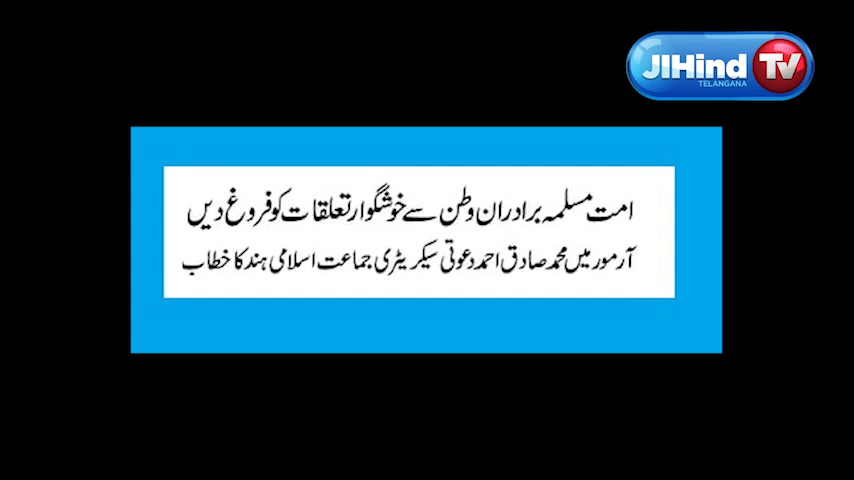 JIHind TV
TELANGANA
امت مسلمہ برادران وطن سے خوشگوار تعلقات کو فروغ دیں
آرمور میں محمد صادق احمد دعوتی سیکریٹری جماعت اسلامی ہند کا خطاب